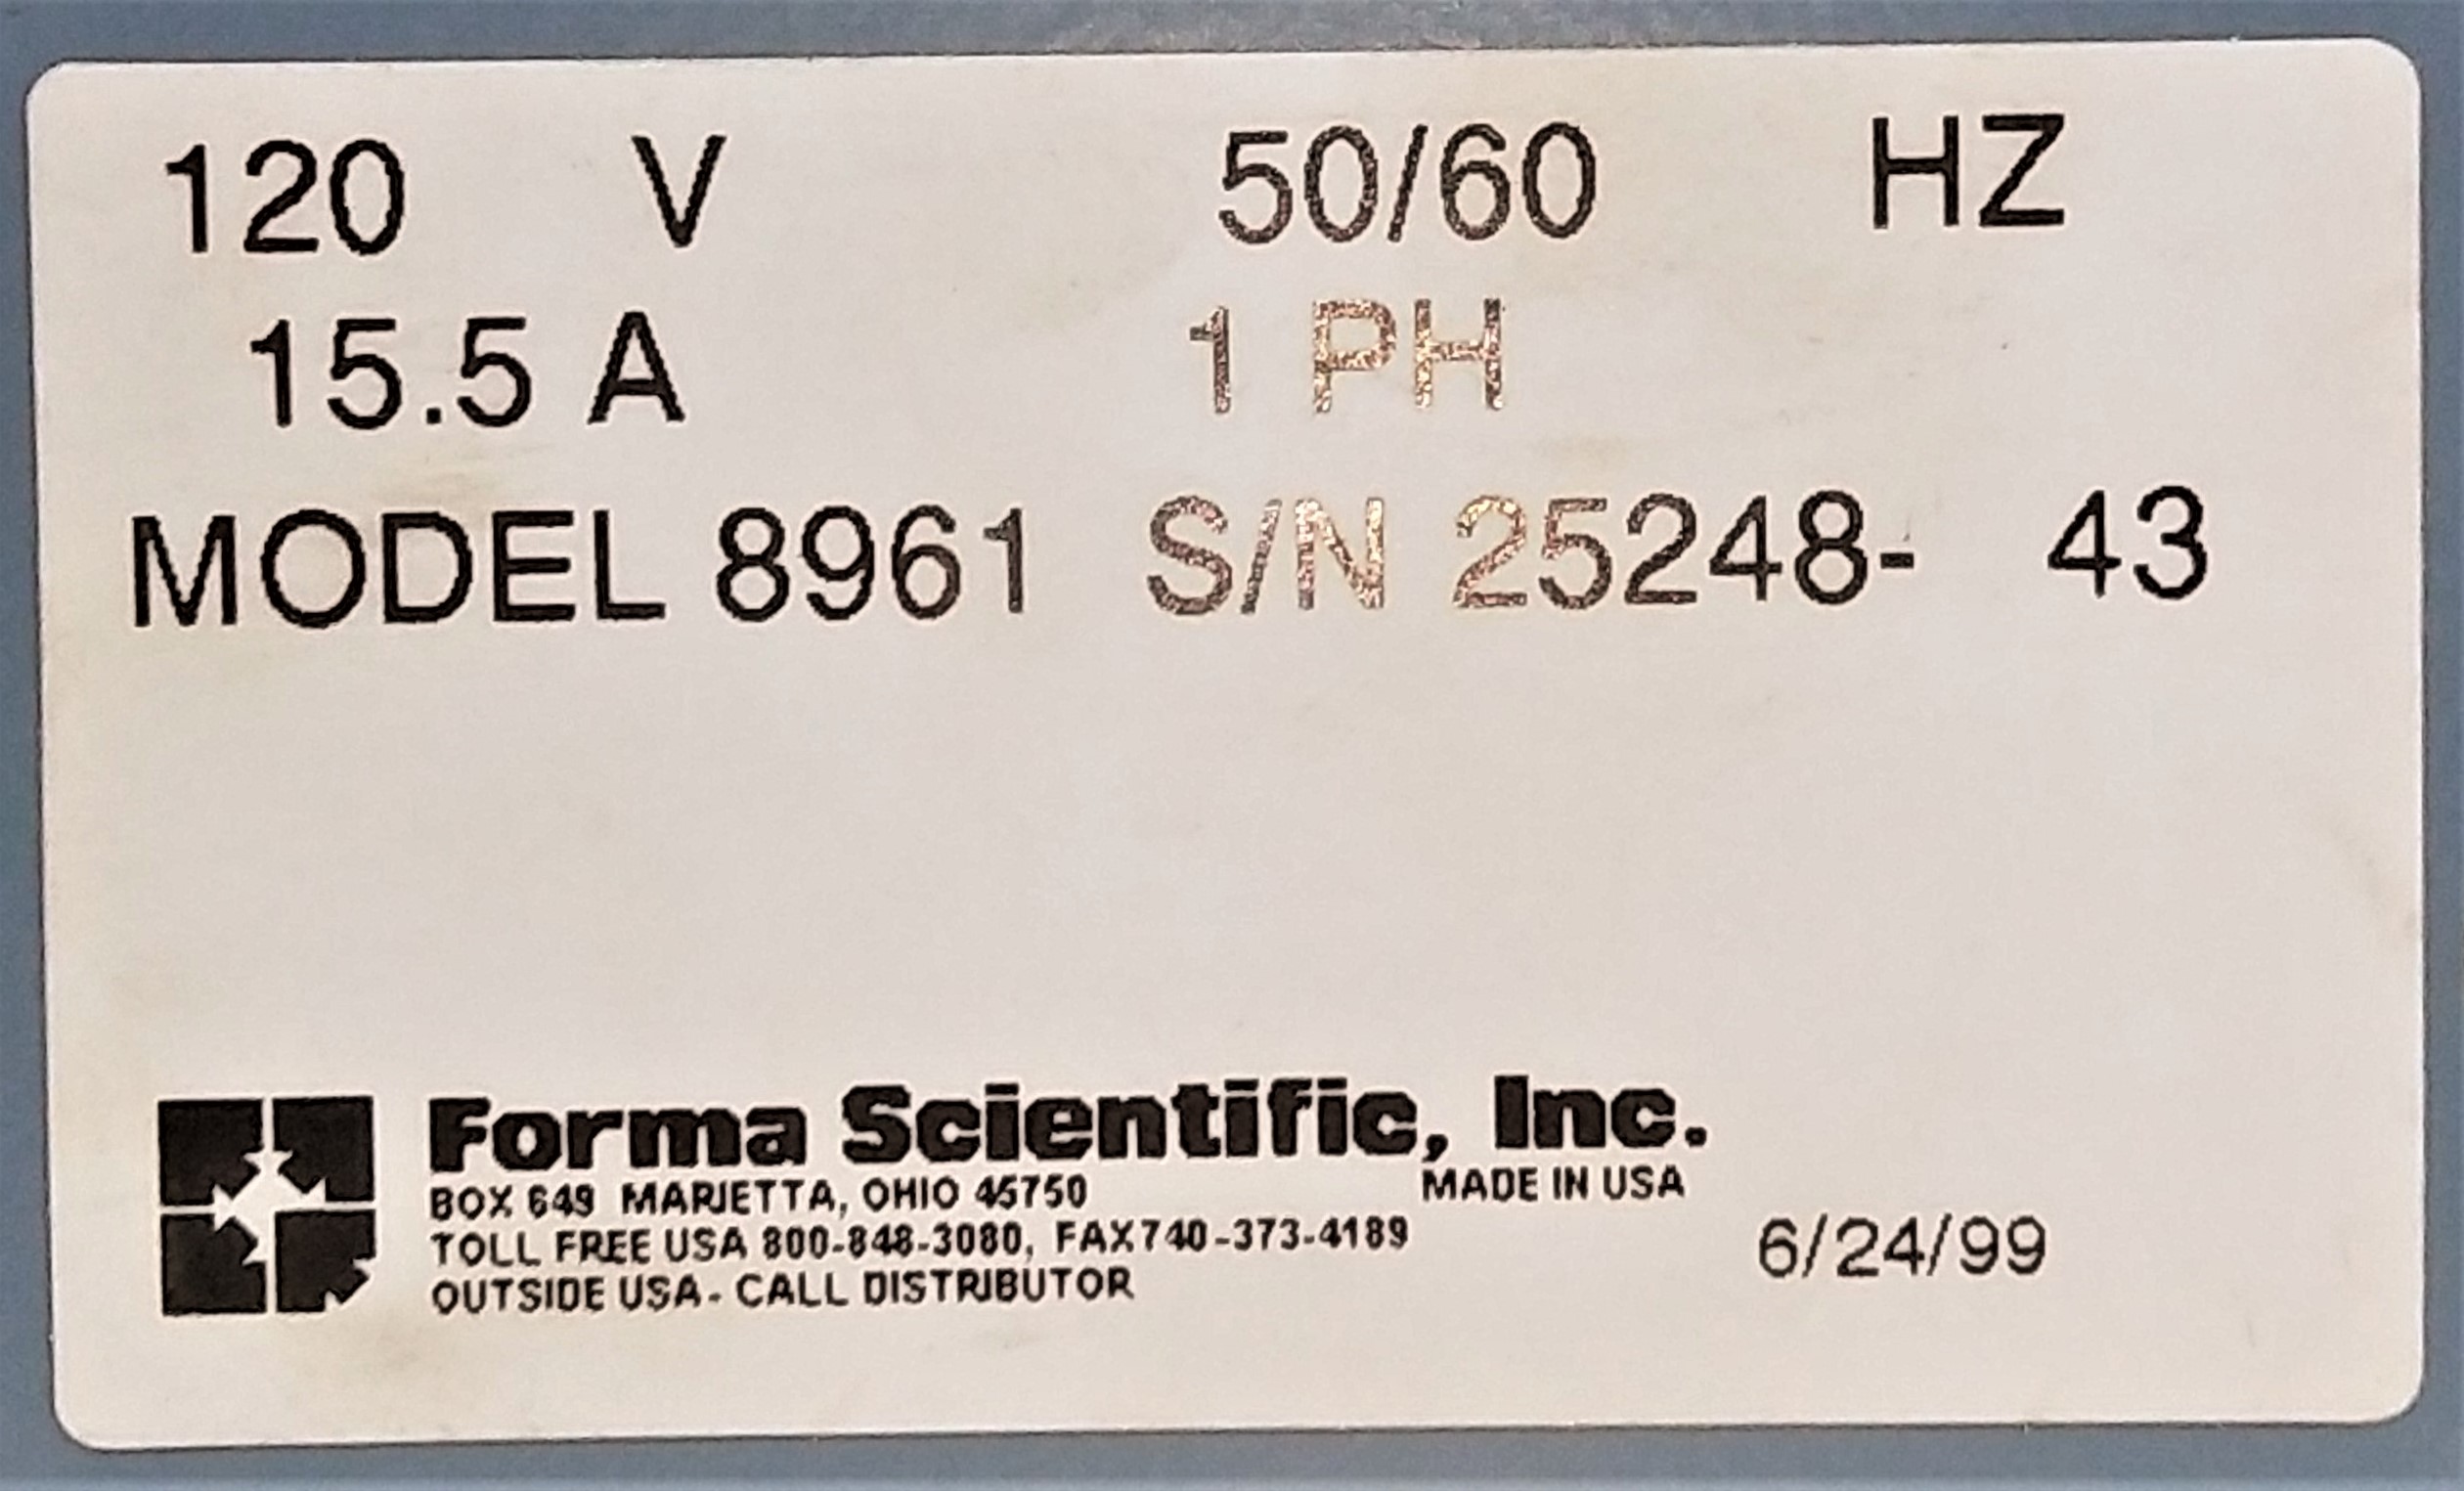 120 V 50/60 HZ
15.5 A 1 PH
MODEL 8961 S/N 25248- 43
Forma Scientific, Inc.
BOX 649 MARIETTA, OHIO 45750 MADE IN USA
TOLL FREE USA 800-848-3080, FAX740-373-4189
6/24/99
OUTSIDE USA- CALL DISTRIBUTOR